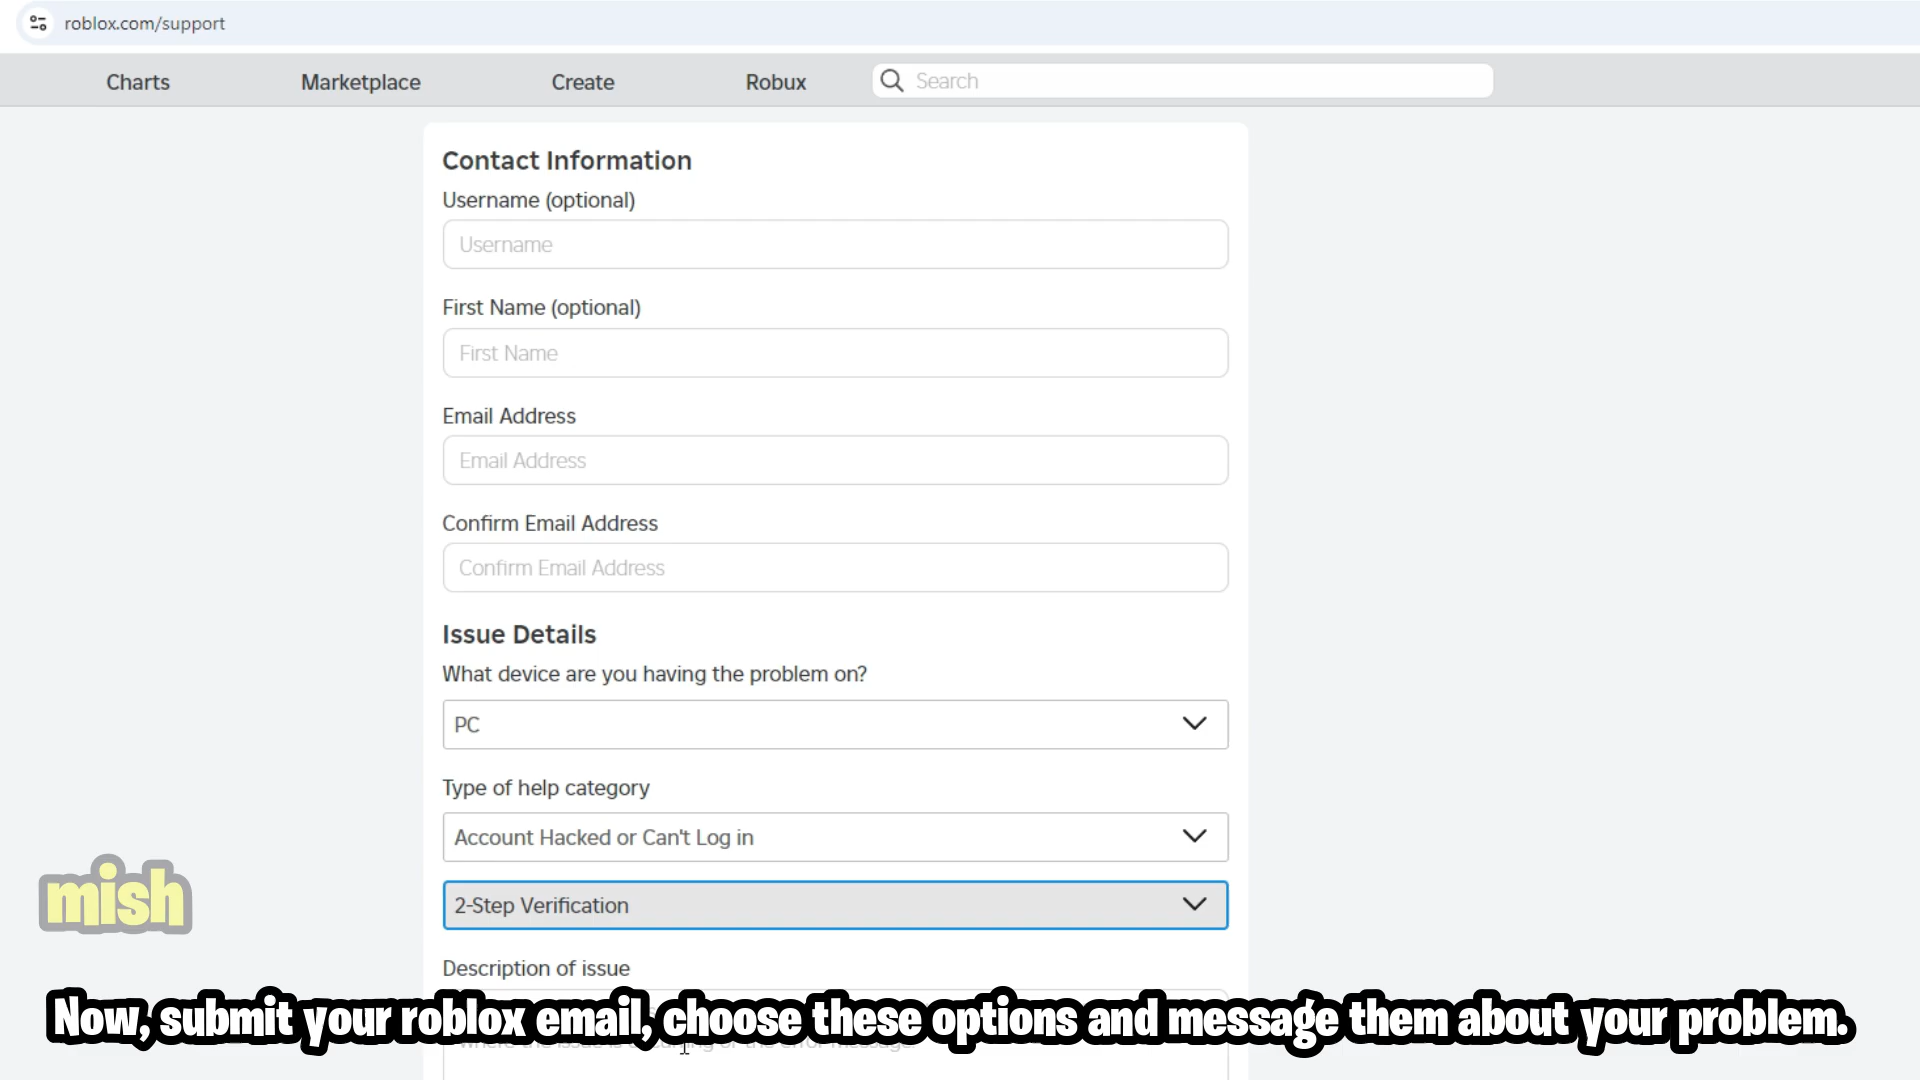 roblox.com/support
Charts Marketplace Create Robux Search
Contact Information
Username (optional)
Username
First Name (optional)
First Name
Email Address
Email Address
Confirm Email Address
Confirm Email Address
Issue Details
What device are you having the problem on?
PC
Type of help category
Account Hacked or Can't Log in
2-Step Verification
mish
Description of issue
Now, submit your roblox email, choose these options and message them about your problem.